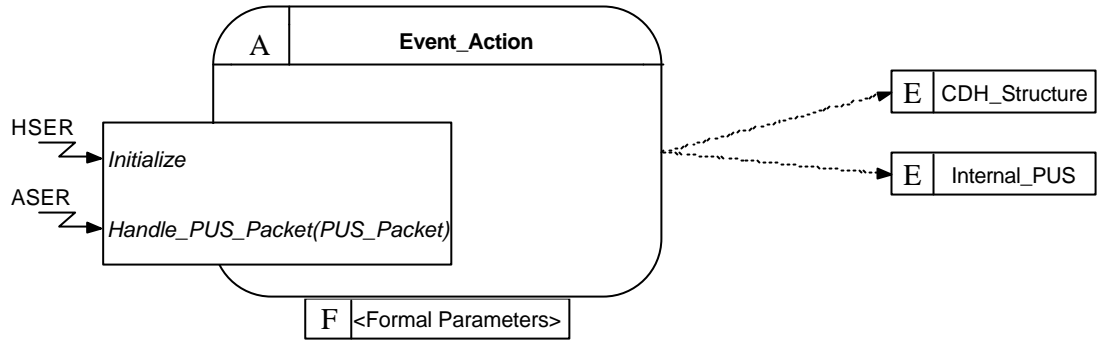 A Event_Action
E CDH_Structure
HSER
Initialize
E Internal_PUS
ASER
Handle_PUS_Packet(PUS_Packet)
F <Formal Parameters>